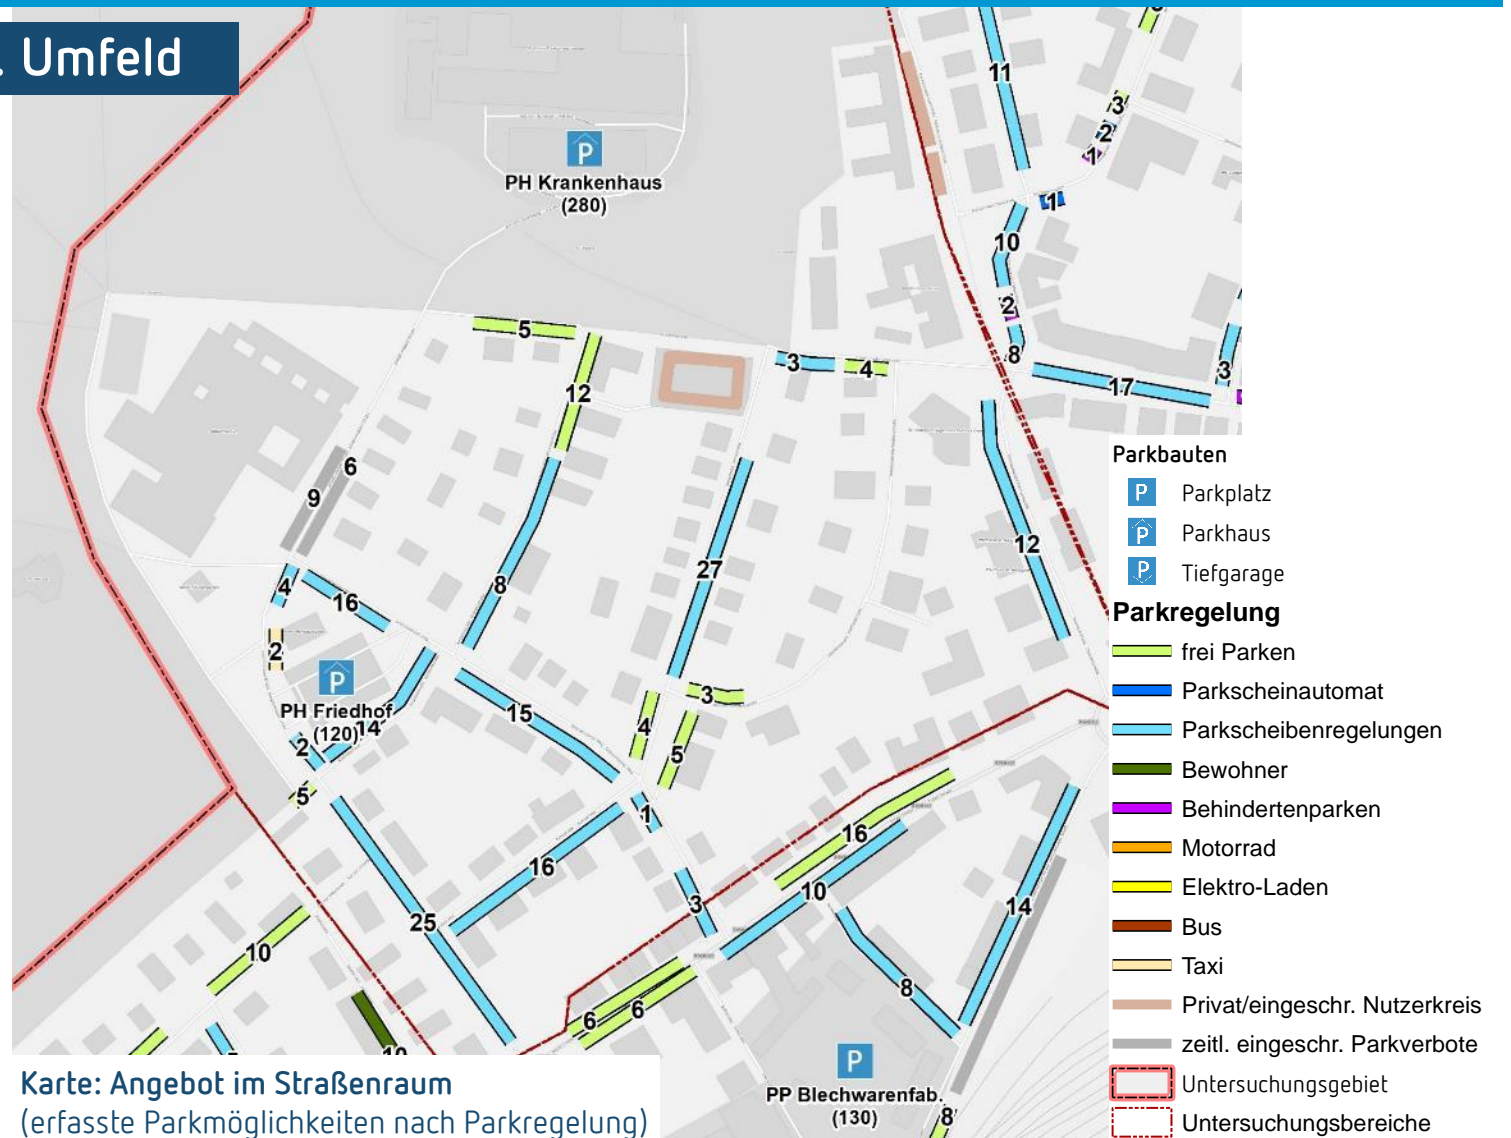 . Umfeld
11
3
3
2
1
PH Krankenhaus
(280)
1
10
2
5
8
3
4
3
12
17
Parkbauten
6
P Parkplatz
9
P Parkhaus
12
27
P Tiefgarage
4
8
16
Parkregelung
2
frei Parken
3
Parkscheinautomat
PH Friedhof
(120)
14
15
4
Parkscheibenregelungen
2
5
Bewohner
5
1
Behindertenparken
16
Motorrad
16
10
Elektro-Laden
25
3
14
Bus
10
Taxi
8
6
6
Privat/eingeschr. Nutzerkreis
10
zeitl. eingeschr. Parkverbote
Karte: Angebot im Straßenraum
PP Blechwarenfab.
(130)
Untersuchungsgebiet
(erfasste Parkmöglichkeiten nach Parkregelung)
8
Untersuchungsbereiche